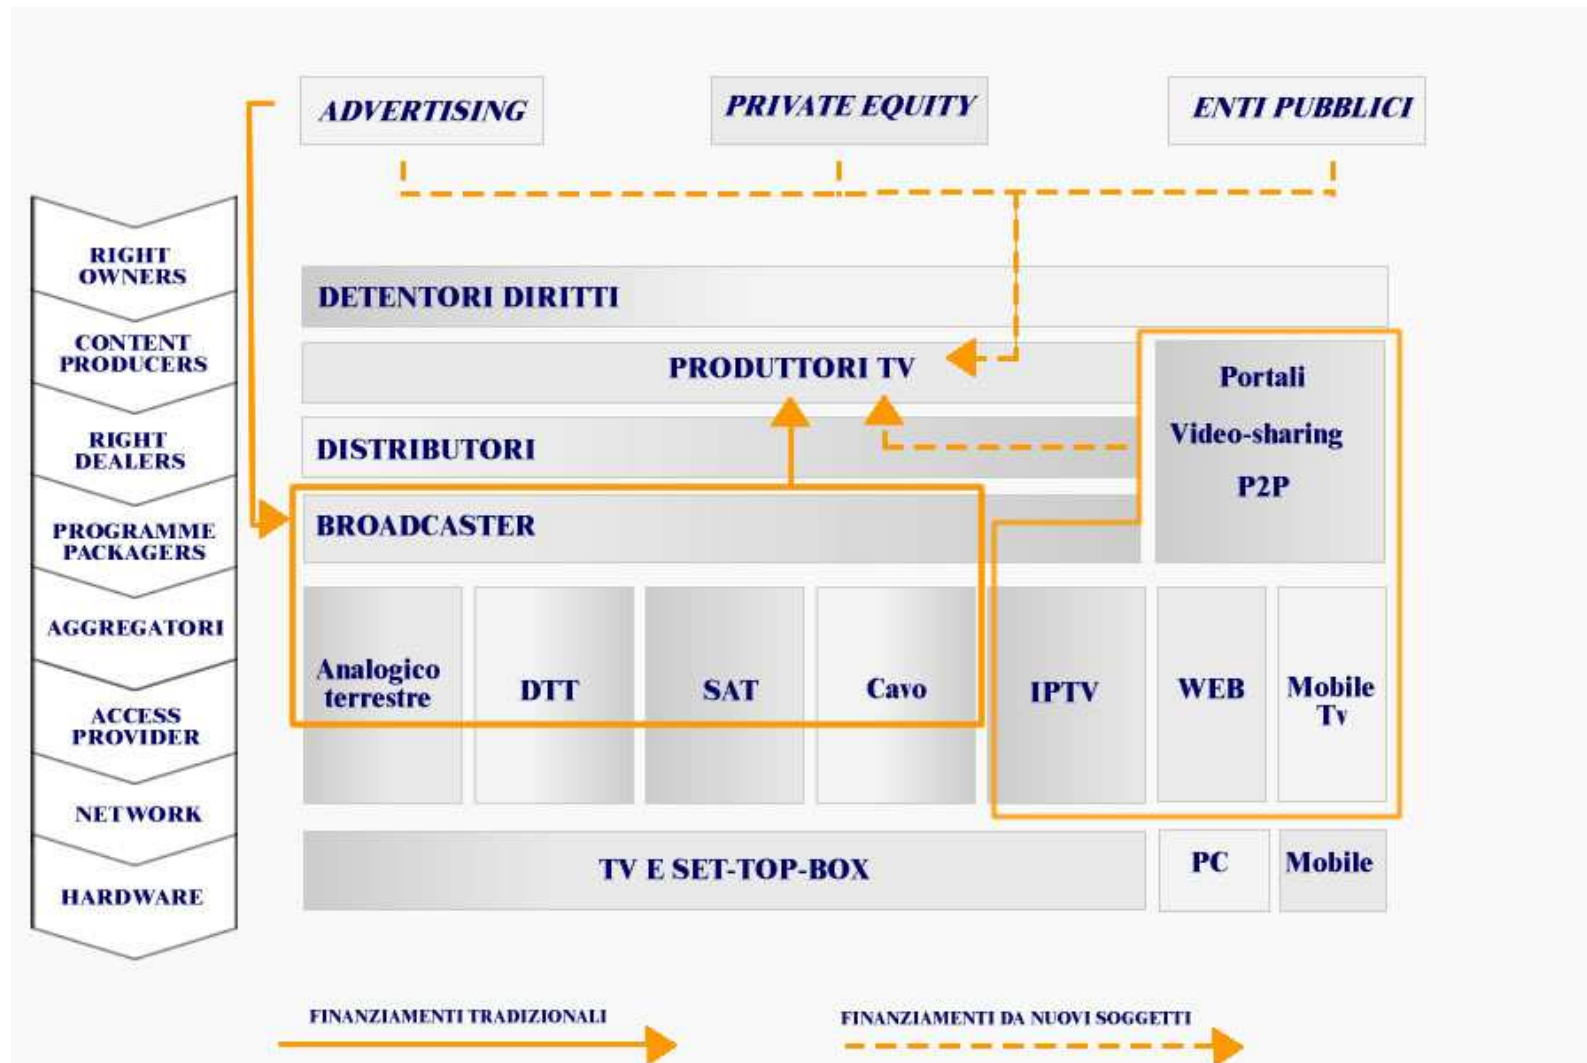 ADVERTISING
PRIVATE EQUITY
ENTI PUBBLICI
RIGHT
OWNERS
CONTENT
PRODUCERS
RIGHT
DEALERS
PROGRAMME
PACKAGERS
AGGREGATORI
ACCESS
PROVIDER
NETWORK
HARDWARE
DETENTORI DIRITTI
PRODUTTORI TV
DISTRIBUTORI
BROADCASTER
Portali
Video-sharing
P2P
Analogico
terrestre
DTT
SAT
Cavo
IPTV
WEB
Mobile
Tv
TV E SET-TOP-BOX
PC
Mobile
FINANZIAMENTI TRADIZIONALI
FINANZIAMENTI DA NUOVI SOGGETTI